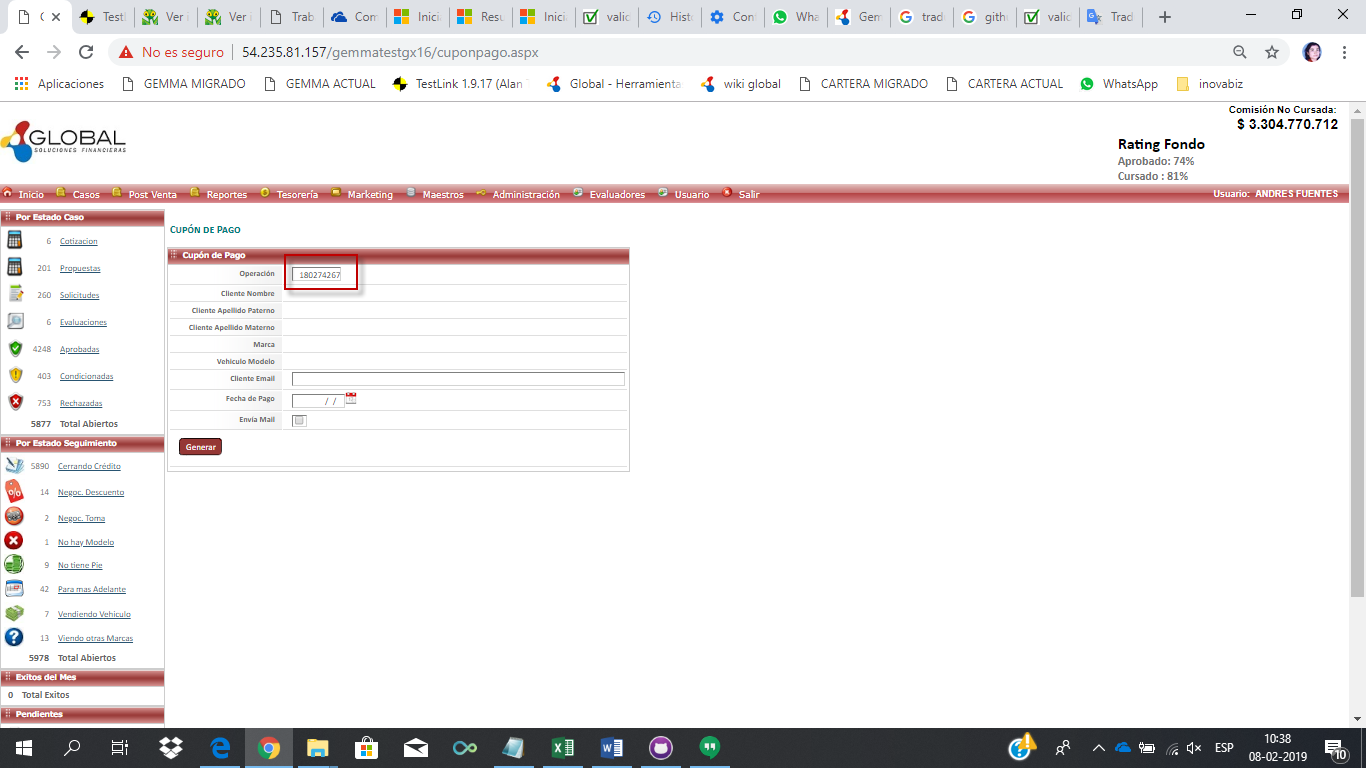 C
Testl
Ver i
Ver i
Trab
Com
Inicia
Resu
Inicia
valic
Histo
Conf
Wha
Gem
trad
gith
valic
Trad
No es seguro 54.235.81.157/gemmatestgx16/cuponpago.aspx
Aplicaciones GEMMA MIGRADO GEMMA ACTUAL TestLink 1.9.17 (Alan Global - Herramienta wiki global CARTERA MIGRADO CARTERA ACTUAL WhatsApp inovabiz
Comisión No Cursada:
$ 3.304.770.712
GLOBAL
SOLUCIONES FINANCIERAS
Rating Fondo
Aprobado: 74%
Cursado : 81%
Inicio Casos Post Venta Reportes Tesorería Marketing Maestros Administración Evaluadores Usuario Salir Usuario: ANDRES FUENTES
Por Estado Caso
6 Cotizacion
201 Propuestas
260 Solicitudes
6 Evaluaciones
4248 Aprobadas
403 Condicionadas
753 Rechazadas
5877 Total Abiertos
Por Estado Seguimiento
5890 Cerrando Crédito
14 Negoc. Descuento
2 Negoc. Toma
1 No hay Modelo
9 No tiene Pie
42 Para mas Adelante
7 Vendiendo Vehículo
13 Viendo otras Marcas
5978 Total Abiertos
Exitos del Mes
0 Total Exitos
Pendientes
CUPÓN DE PAGO
Cupón de Pago
Operación 180274267
Cliente Nombre
Cliente Apellido Paterno
Cliente Apellido Materno
Marca
Vehiculo Modelo
Cliente Email
Fecha de Pago / /
Envía Mail
Generar
ESP
10:38
08-02-2019
10